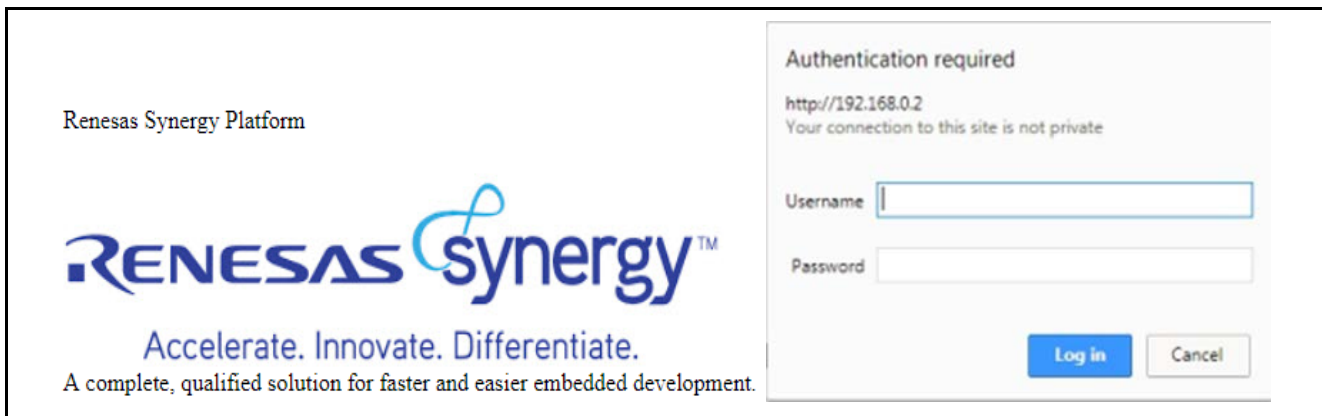 Renesas Synergy Platform
RENESAS synergy™
Accelerate. Innovate. Differentiate.
A complete, qualified solution for faster and easier embedded development.
Authentication required
http://192.168.0.2
Your connection to this site is not private
Username
Password
Log in Cancel